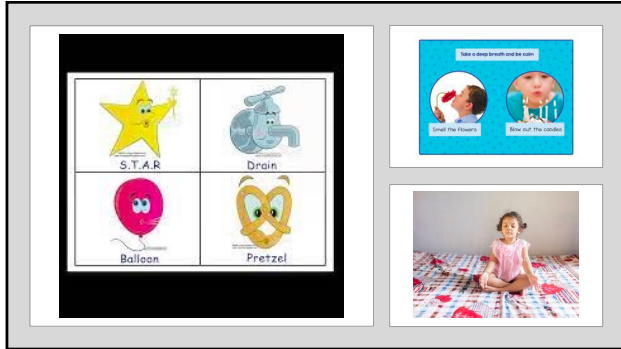 S.T.A.R
Drain
Balloon
Pretzel
Take a deep breath and be calm
Smell the flowers
Blow out the candles